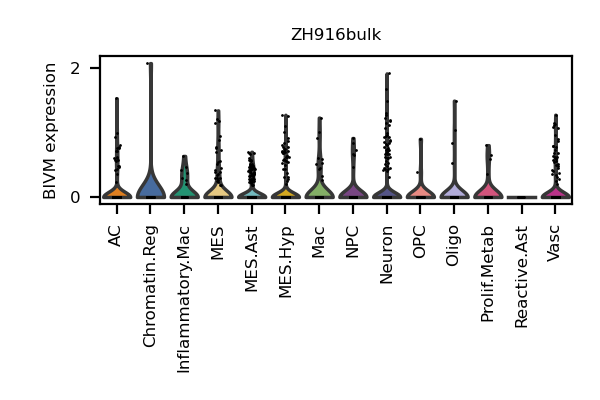 ZH916bulk
BIVM expression
2
0
AC
Chromatin.Reg
Inflammatory.Mac
MES
MES.Ast
MES.Hyp
Mac
NPC
Neuron
OPC
Oligo
Prolif.Metab
Reactive.Ast
Vasc